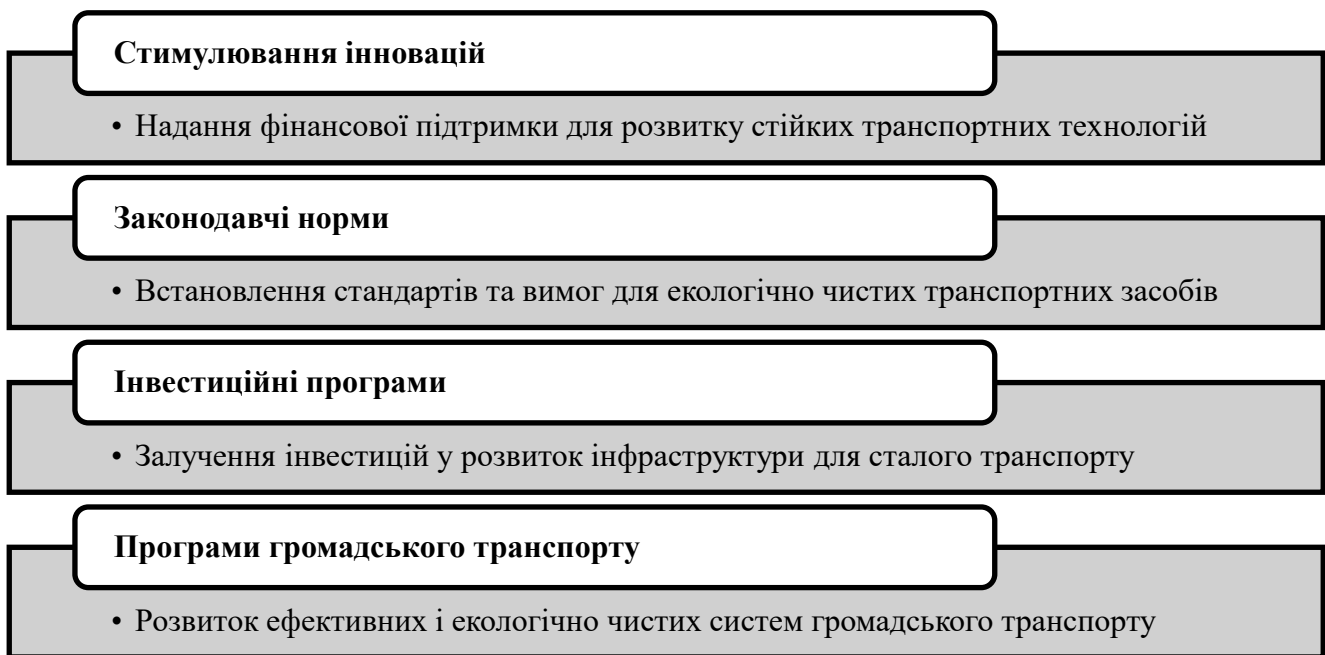 Стимулювання інновацій
• Надання фінансової підтримки для розвитку стійких транспортних технологій
Законодавчі норми
• Встановлення стандартів та вимог для екологічно чистих транспортних засобів
Інвестиційні програми
• Залучення інвестицій у розвиток інфраструктури для сталого транспорту
Програми громадського транспорту
• Розвиток ефективних і екологічно чистих систем громадського транспорту